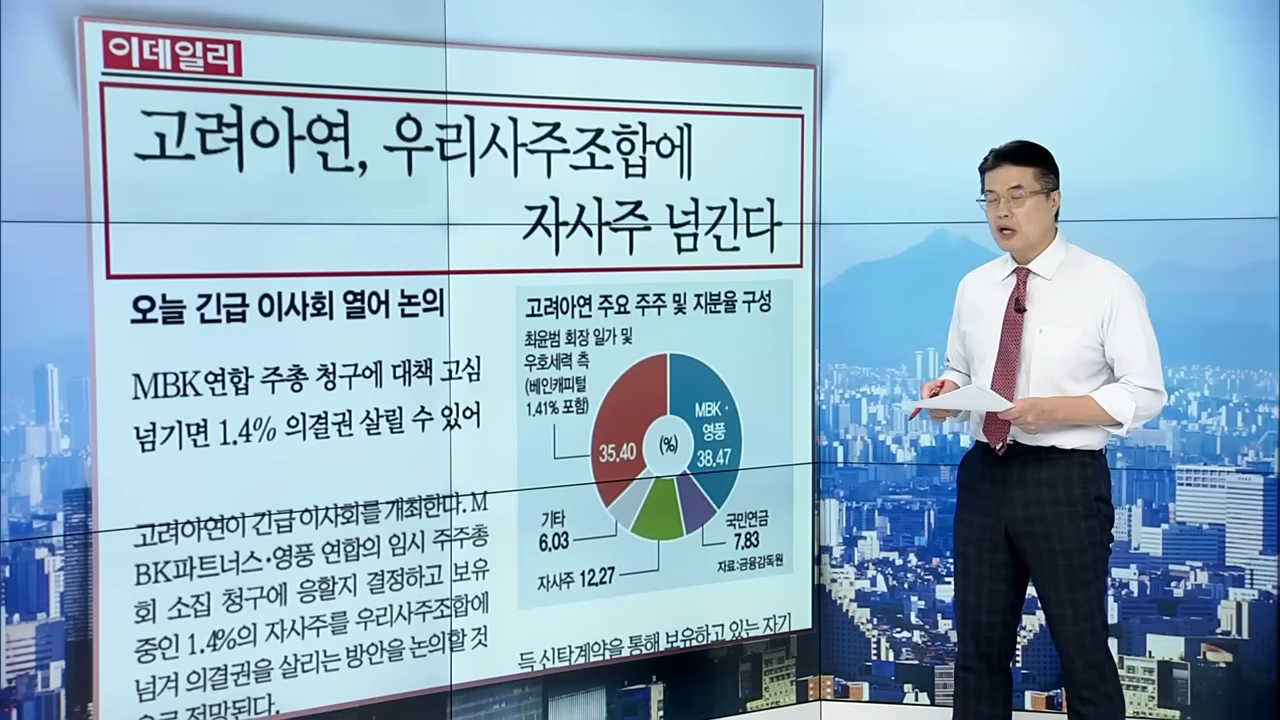 이데일리
고려아연, 우리사주조합에
자사주 넘긴다
오늘 긴급 이사회 열어 논의
MBK연합 주총 청구에 대책 고심
넘기면 1.4% 의결권 살릴 수 있어
고려아연이 긴급 이사회를 개최한다. M
BK파트너스·영풍 연합의 임시 주주총
회 소집 청구에 응할지 결정하고 보유
중인 1.4%의 자사주를 우리사주조합에
넘겨 의결권을 살리는 방안을 논의할 것
으로 전망된다.
고려아연 주요 주주 및 지분율 구성
최윤범 회장 일가 및
우호세력 측
(베인캐피털
1.41% 포함)
35.40
(%)
MBK·
영풍
38.47
기타
6.03
국민연금
7.83
자사주 12.27
자료:금융감독원
득 신탁계약을 통해 보유하고 있는 자기